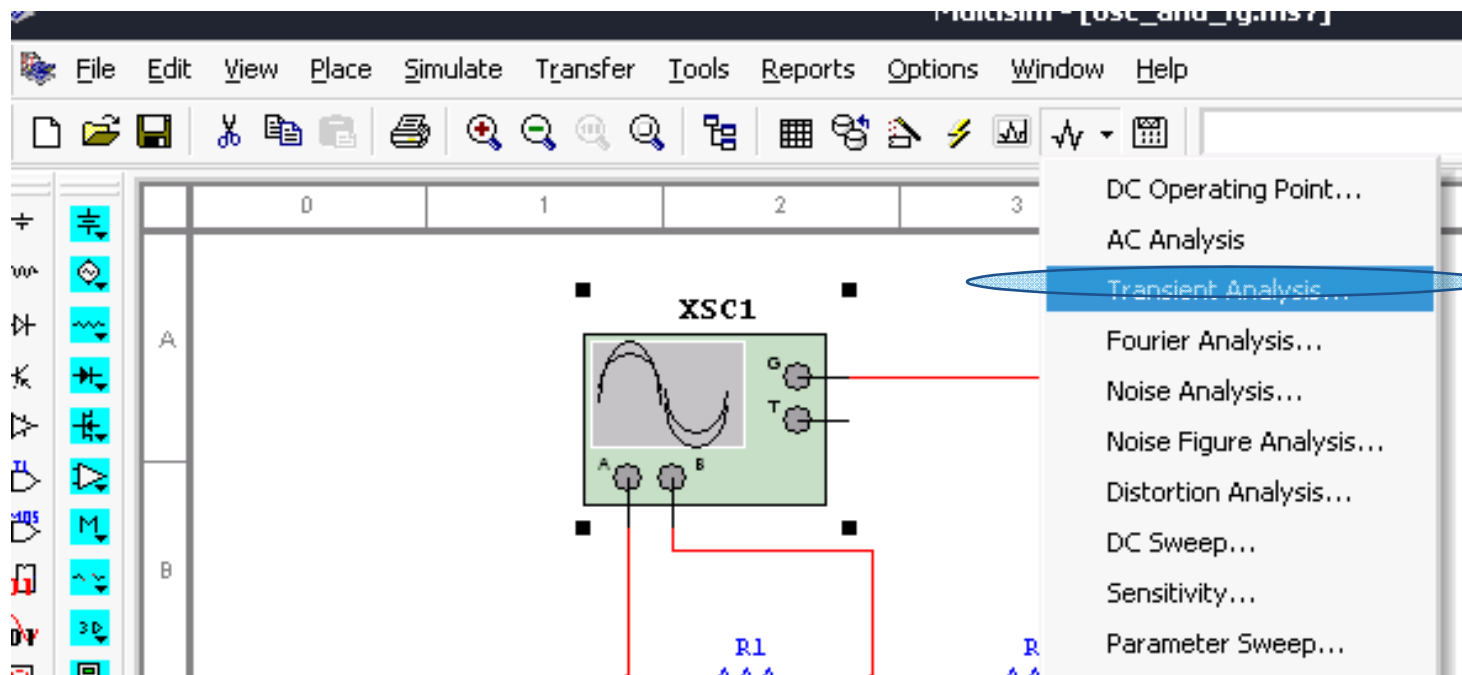 Multisim - [osc_and_fg.ms7]
File Edit View Place Simulate Transfer Tools Reports Options Window Help
0 1 2 3
DC Operating Point...
AC Analysis
Transient Analysis...
Fourier Analysis...
Noise Analysis...
Noise Figure Analysis...
Distortion Analysis...
DC Sweep...
Sensitivity...
Parameter Sweep...
XSC1
A
G
T
A B
M
B
3D
R1 R